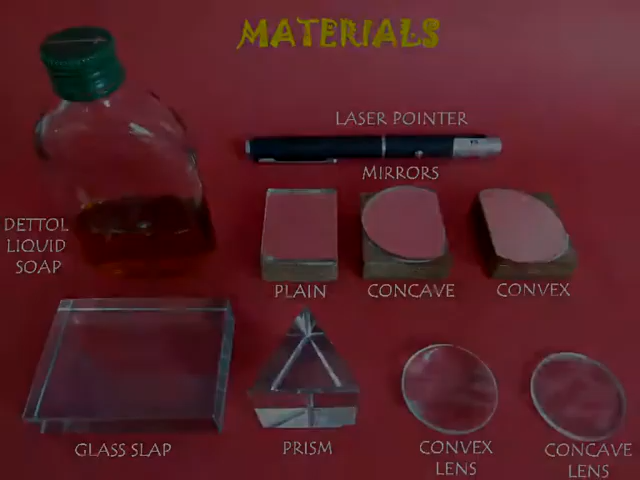 MATERIALS
LASER POINTER
MIRRORS
DETTOL
LIQUID
SOAP
PLAIN
CONCAVE
CONVEX
GLASS SLAP
PRISM
CONVEX
LENS
CONCAVE
LENS